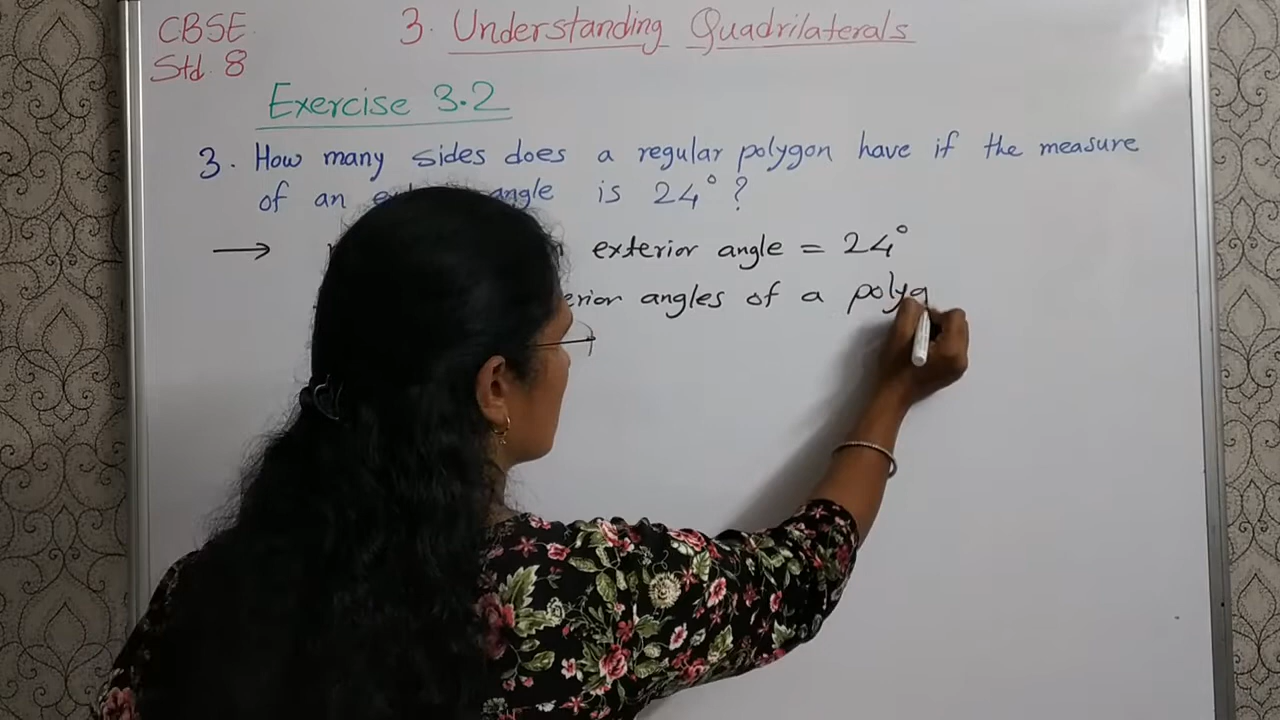 CBSE
Std. 8
3. Understanding Quadrilaterals
Exercise 3.2
3. How many sides does a regular polygon have if the measure
of an angle is 24° ?
→ exterior angle = 24°
angles of a polyg